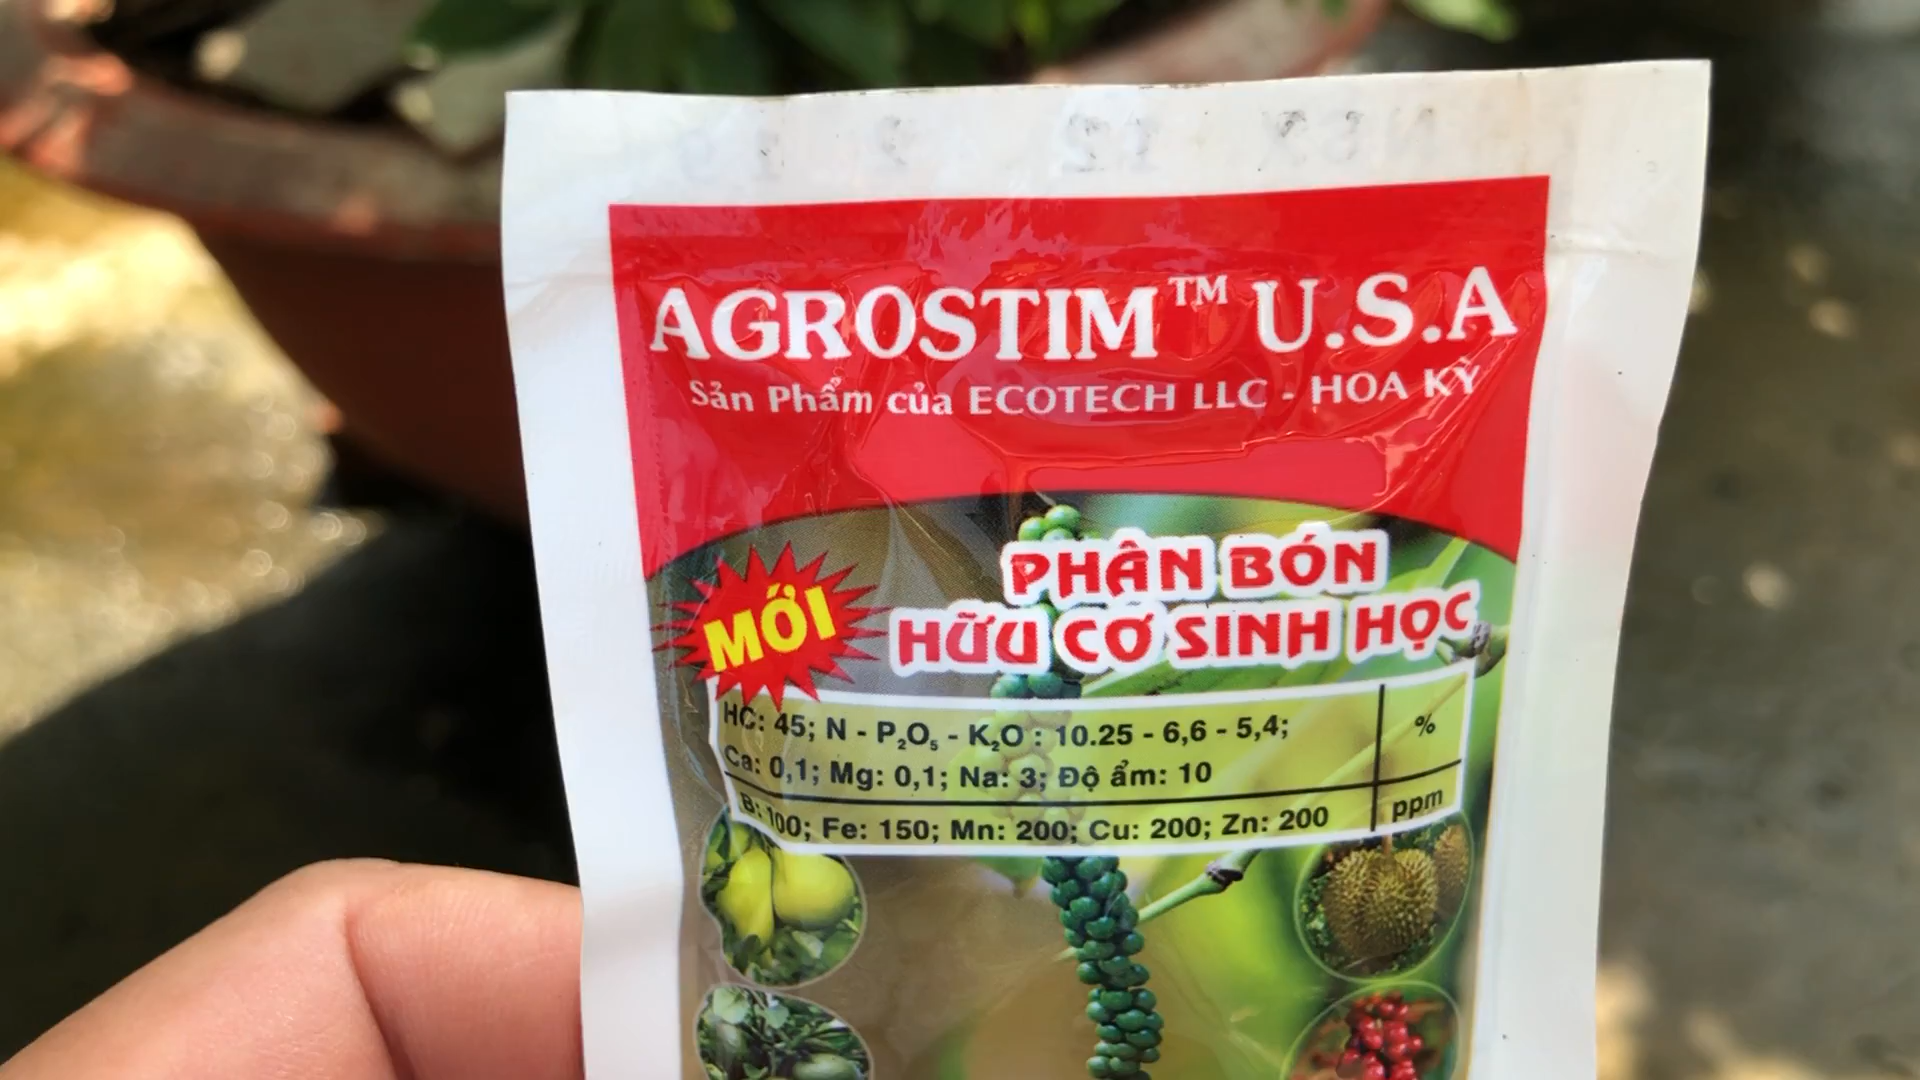 AGROSTIM™ U.S.A
Sản Phẩm của ECOTECH LLC - HOA KỲ
MỚI
PHÂN BÓN
HỮU CƠ SINH HỌC
HC: 45; N - P₂O₅ - K₂O : 10.25 - 6,6 - 5,4;
Ca: 0,1; Mg: 0,1; Na: 3; Độ ẩm: 10
%
B: 100; Fe: 150; Mn: 200; Cu: 200; Zn: 200
ppm